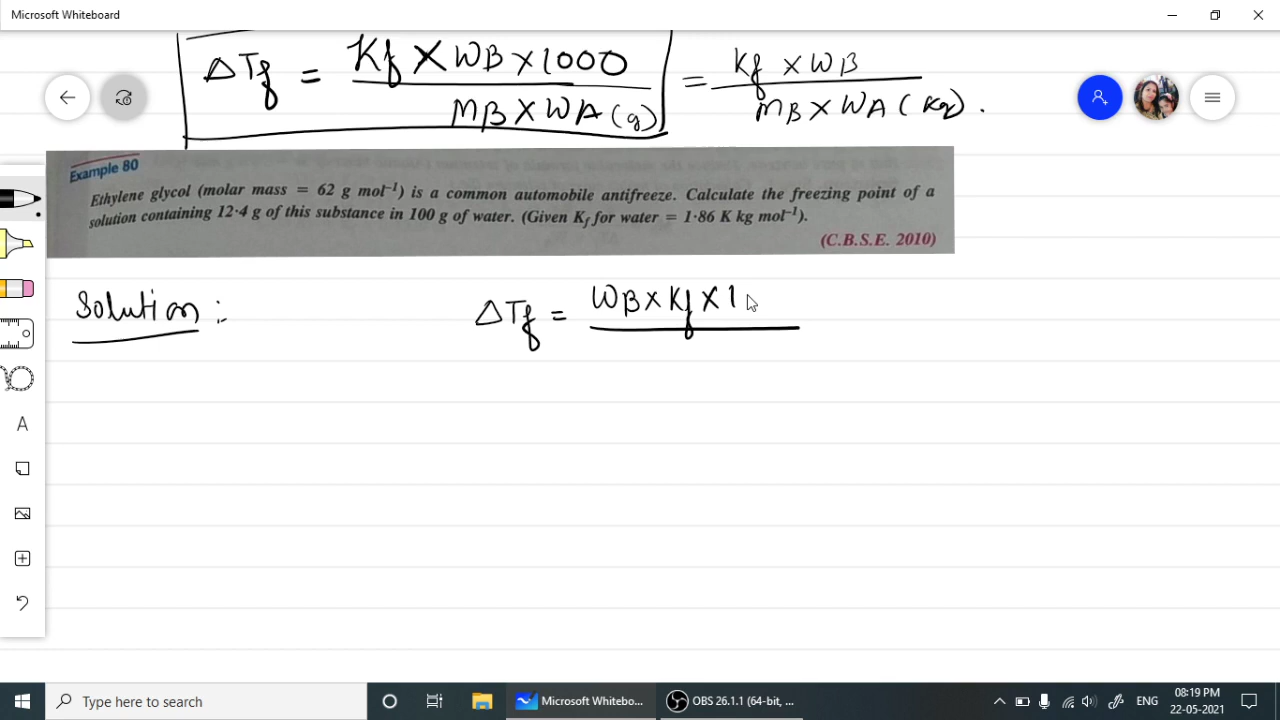 Microsoft Whiteboard
ΔTf = Kf × WB × 1000 / MB × WA (g) = Kf × WB / MB × WA (Kg).
Example 80
Ethylene glycol (molar mass = 62 g mol⁻¹) is a common automobile antifreeze. Calculate the freezing point of a
solution containing 12·4 g of this substance in 100 g of water. (Given Kf for water = 1·86 K kg mol⁻¹).
(C.B.S.E. 2010)
Solution :-
ΔTf = WB × Kf × 1
A
Type here to search
Microsoft Whitebo...
OBS 26.1.1 (64-bit, ...
ENG
08:19 PM
22-05-2021